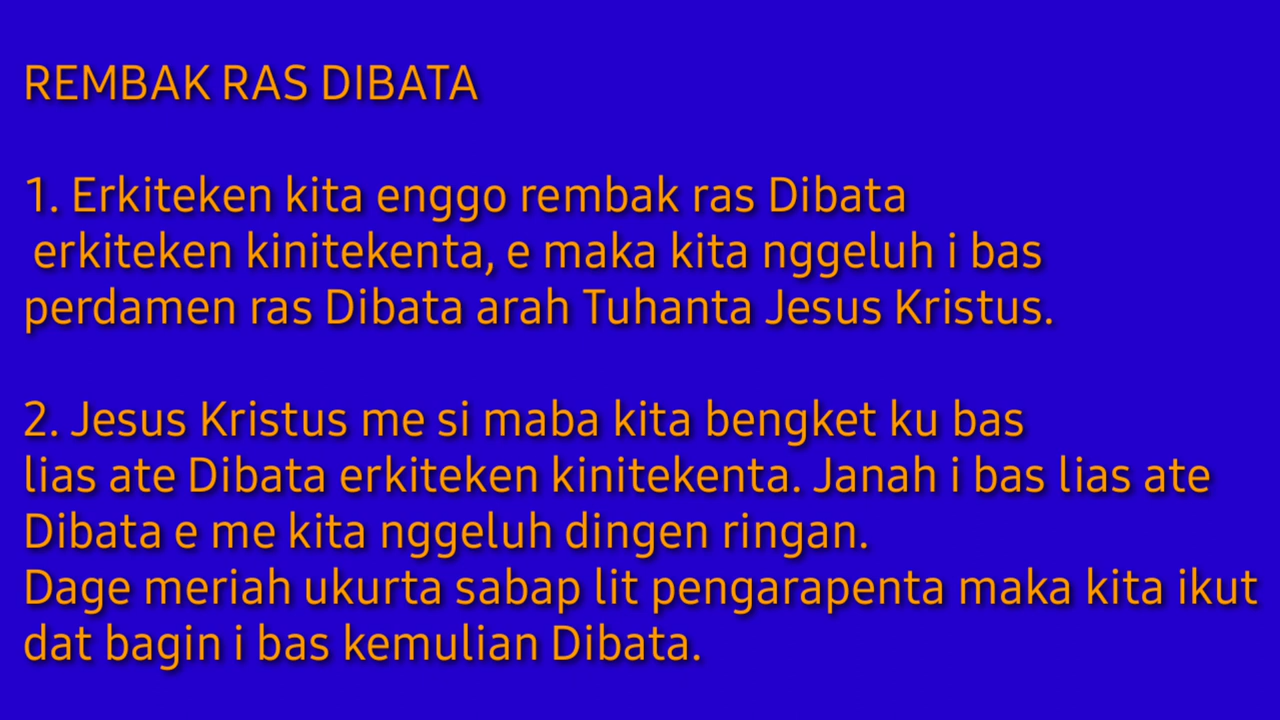 REMBAK RAS DIBATA
1. Erkiteken kita enggo rembak ras Dibata
erkiteken kinitekenta, e maka kita nggeluh i bas
perdamen ras Dibata arah Tuhanta Jesus Kristus.
2. Jesus Kristus me si maba kita bengket ku bas
lias ate Dibata erkiteken kinitekenta. Janah i bas lias ate
Dibata e me kita nggeluh dingen ringan.
Dage meriah ukurta sabap lit pengarapenta maka kita ikut
dat bagin i bas kemulian Dibata.